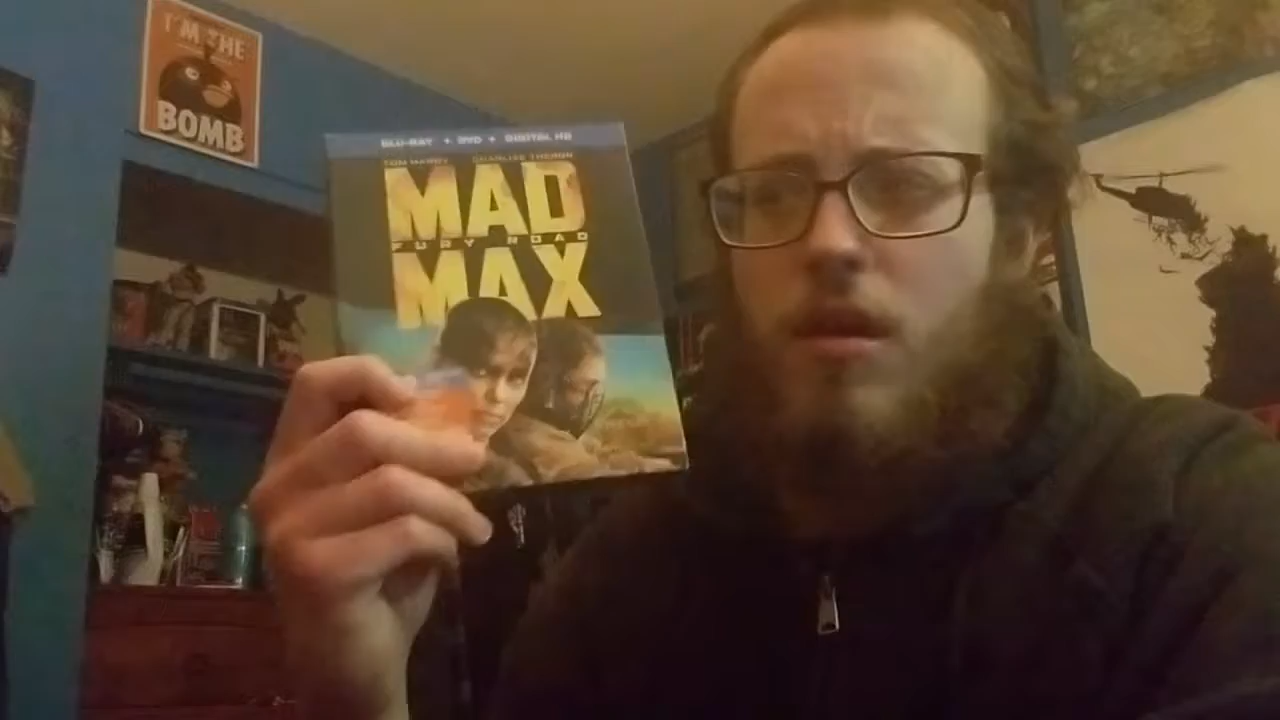 I'M THE
BOMB
BLU-RAY + DVD + DIGITAL HD
TOM HARDY CHARLIZE THERON
MAD
FURY ROAD
MAX